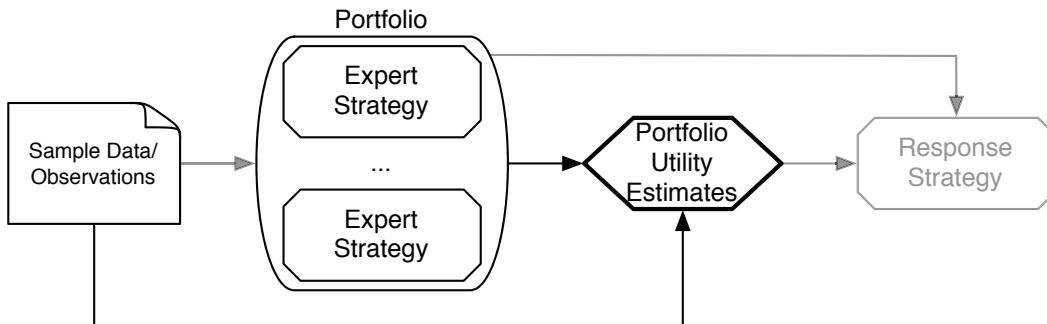 Portfolio
Expert
Strategy
...
Expert
Strategy
Sample Data/
Observations
Portfolio
Utility
Estimates
Response
Strategy